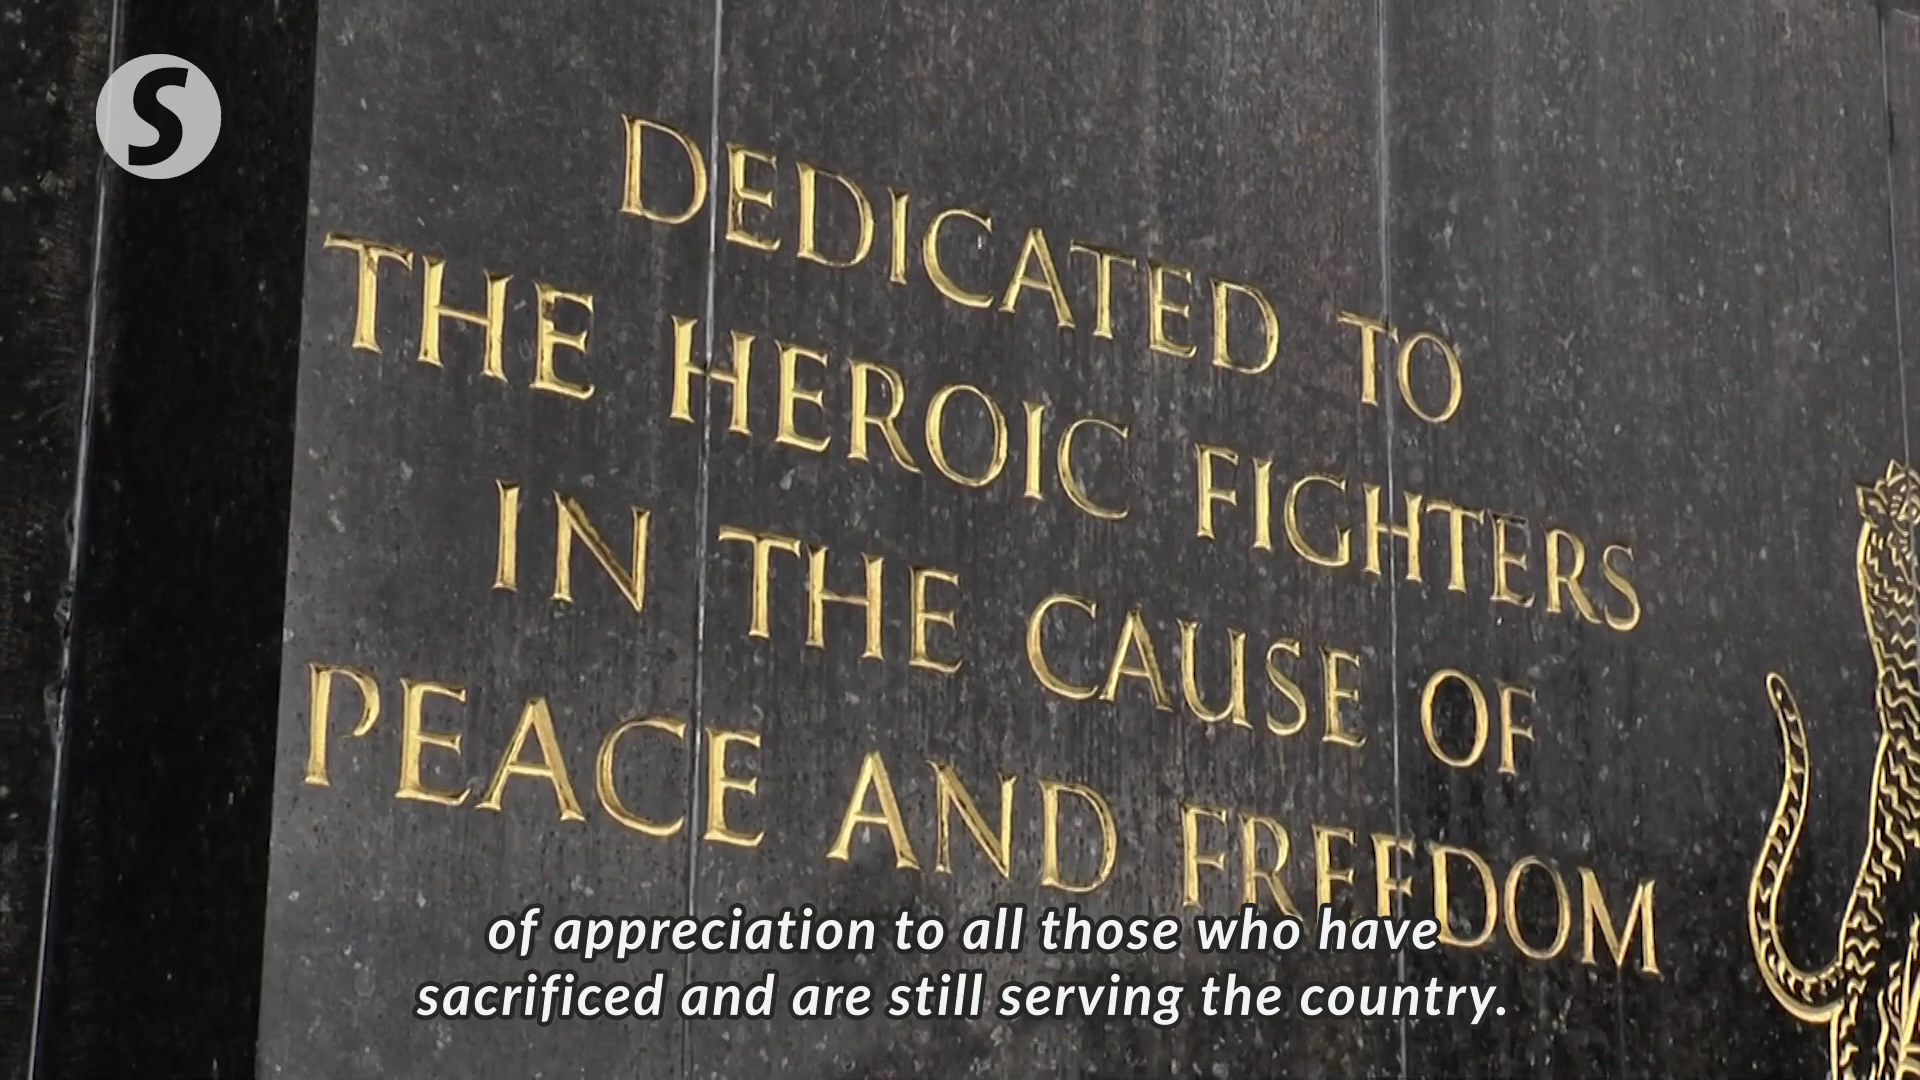 S
DEDICATED TO
THE HEROIC FIGHTERS
IN THE CAUSE OF
PEACE AND FREEDOM
of appreciation to all those who have
sacrificed and are still serving the country.